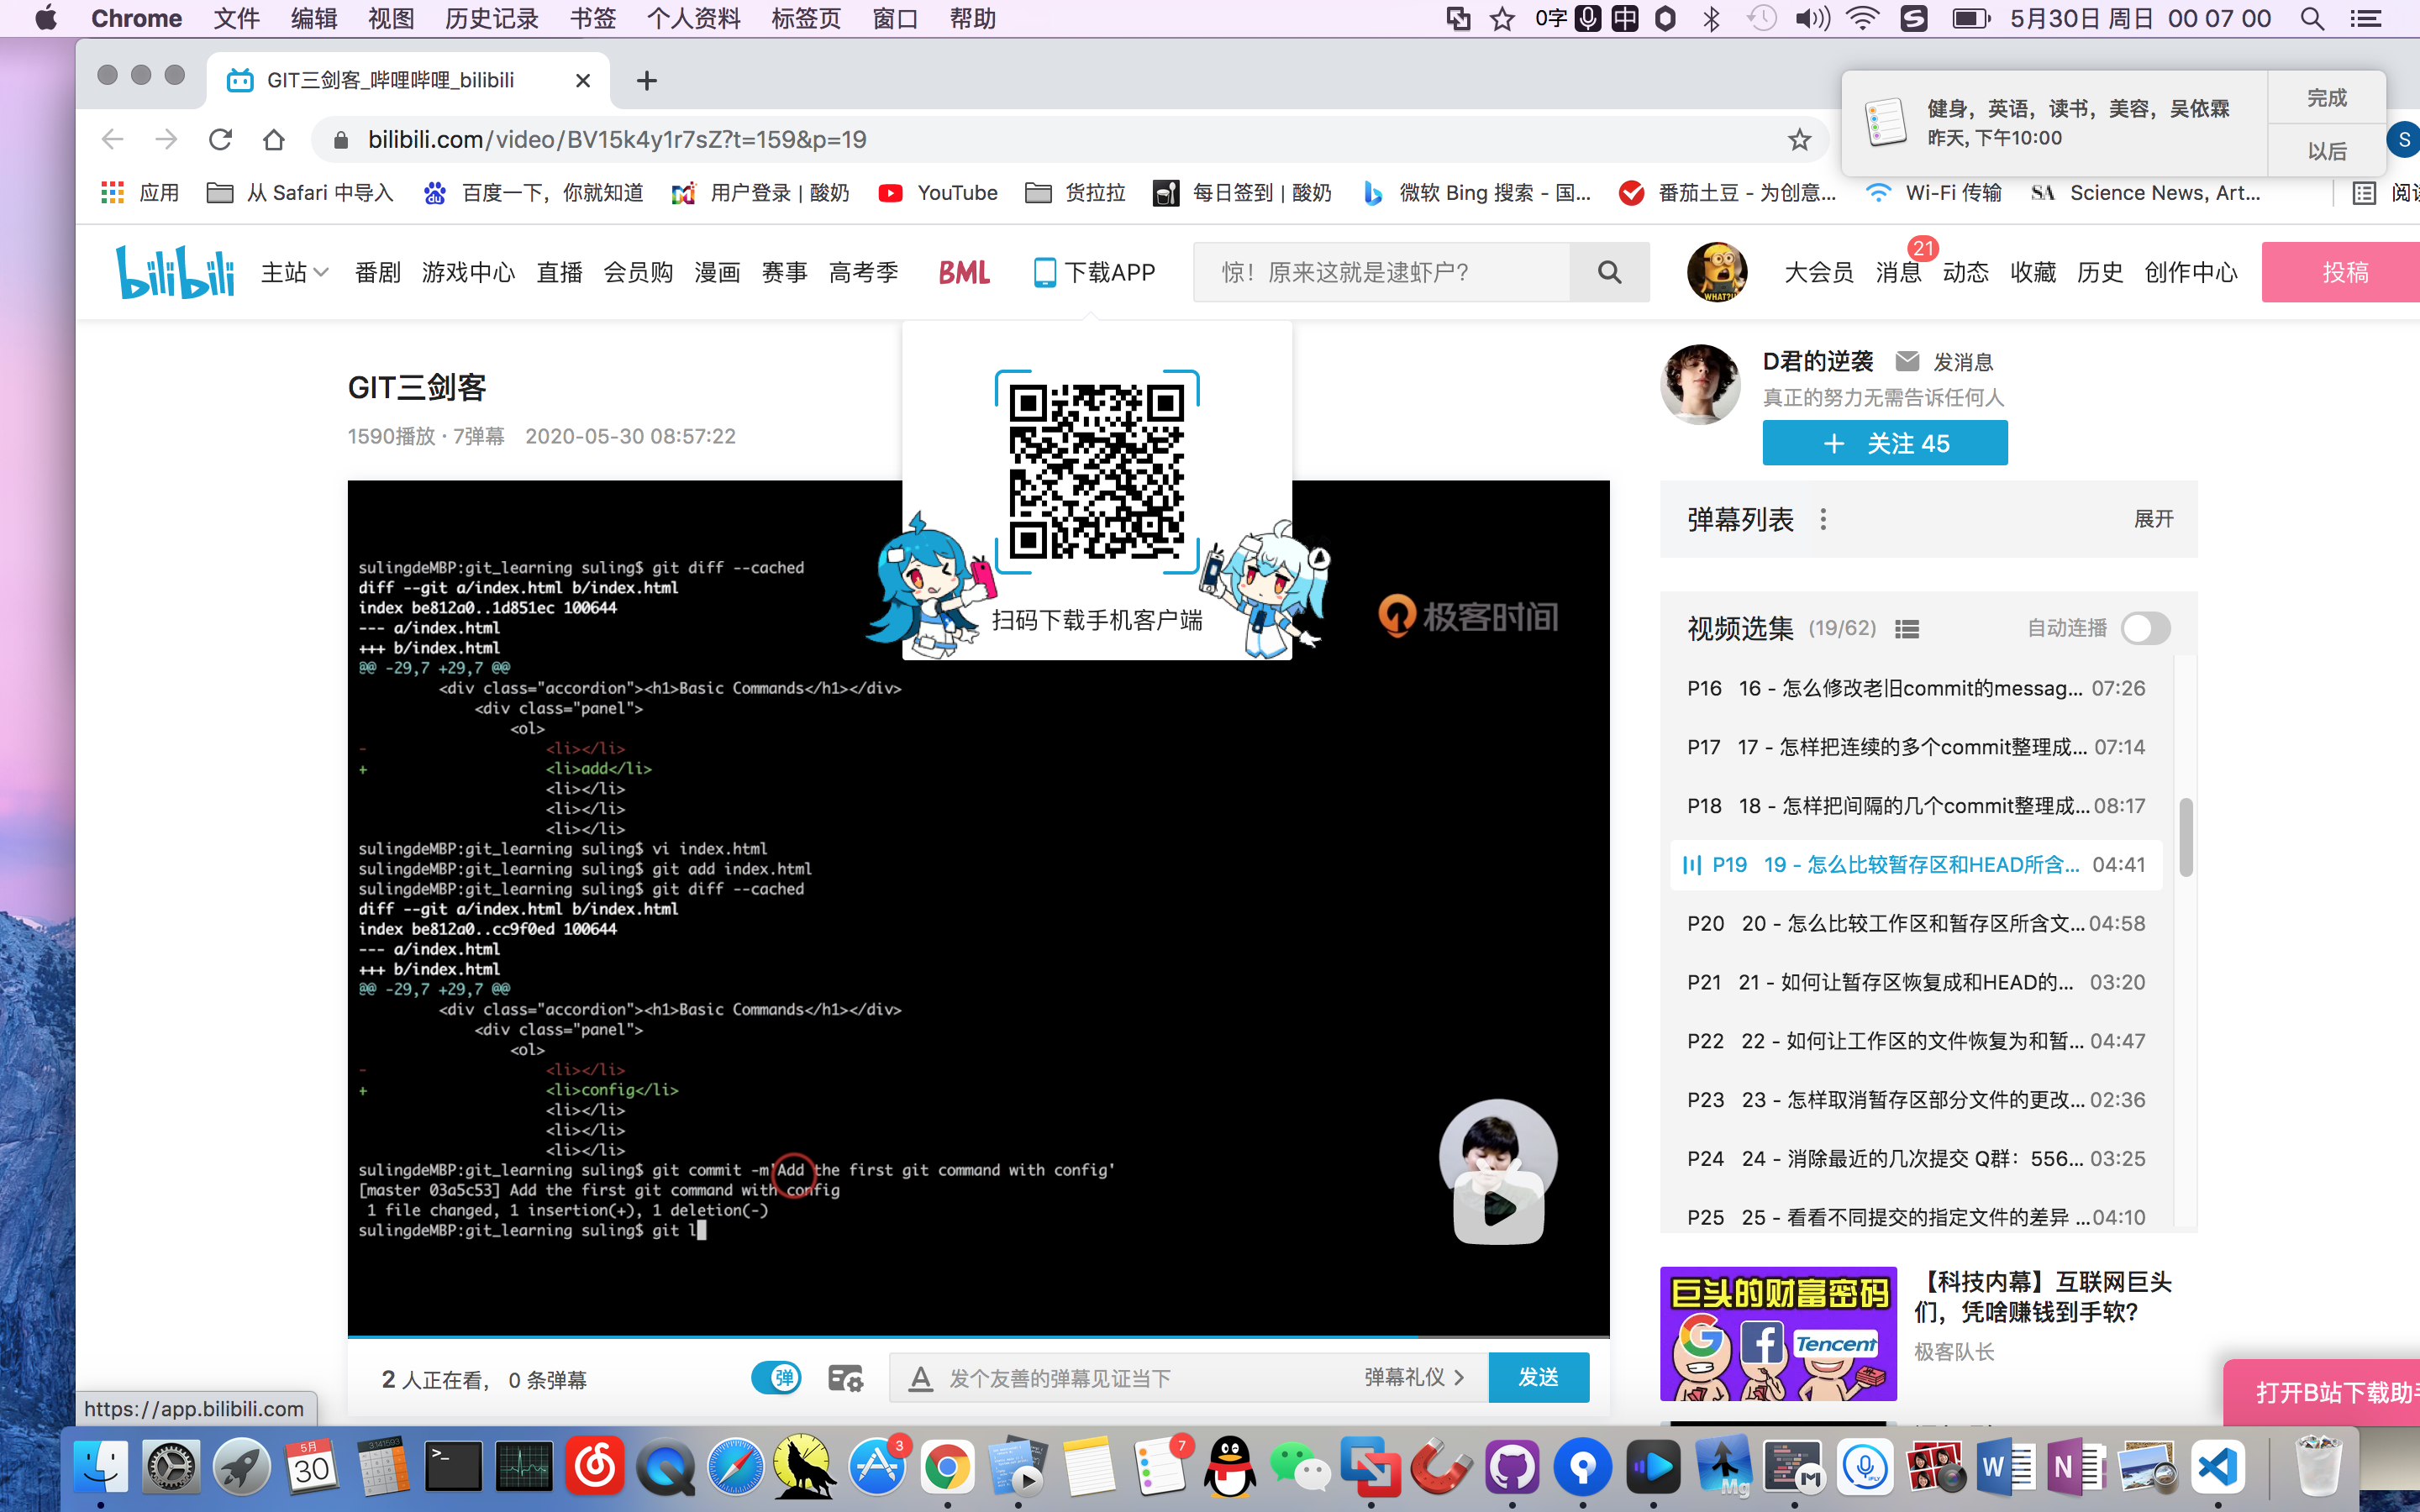 Chrome 文件 编辑 视图 历史记录 书签 个人资料 标签页 窗口 帮助 0字 中 5月30日 周日 00 07 00
GIT三剑客_哔哩哔哩_bilibili
健身，英语，读书，美容，吴依霖
昨天, 下午10:00
完成
以后
bilibili.com/video/BV15k4y1r7sZ?t=159&p=19
S
应用 从 Safari 中导入 百度一下，你就知道 用户登录 | 酸奶 YouTube 货拉拉 每日签到 | 酸奶 微软 Bing 搜索 - 国... 番茄土豆 - 为创意... Wi-Fi 传输 SA Science News, Art... 阅读
bilibili 主站 番剧 游戏中心 直播 会员购 漫画 赛事 高考季 BML 下载APP 惊！原来这就是逮虾户? WHAT?! 大会员 消息 21 动态 收藏 历史 创作中心 投稿
扫码下载手机客户端
GIT三剑客
1590播放 · 7弹幕 2020-05-30 08:57:22
极客时间
sulingdeMBP:git_learning suling$ git diff --cached
diff --git a/index.html b/index.html
index be812a0..1d851ec 100644
--- a/index.html
+++ b/index.html
@@ -29,7 +29,7 @@
<div class="accordion"><h1>Basic Commands</h1></div>
<div class="panel">
<ol>
- <li></li>
+ <li>add</li>
<li></li>
<li></li>
<li></li>
sulingdeMBP:git_learning suling$ vi index.html
sulingdeMBP:git_learning suling$ git add index.html
sulingdeMBP:git_learning suling$ git diff --cached
diff --git a/index.html b/index.html
index be812a0..cc9f0ed 100644
--- a/index.html
+++ b/index.html
@@ -29,7 +29,7 @@
<div class="accordion"><h1>Basic Commands</h1></div>
<div class="panel">
<ol>
- <li></li>
+ <li>config</li>
<li></li>
<li></li>
<li></li>
sulingdeMBP:git_learning suling$ git commit -m'Add the first git command with config'
[master 03a5c53] Add the first git command with config
1 file changed, 1 insertion(+), 1 deletion(-)
sulingdeMBP:git_learning suling$ git l
2 人正在看， 0 条弹幕 弹 发个友善的弹幕见证当下 弹幕礼仪 发送
https://app.bilibili.com
D君的逆袭 发消息
真正的努力无需告诉任何人
关注 45
弹幕列表 展开
视频选集 (19/62) 自动连播
P16 16 - 怎么修改老旧commit的messag... 07:26
P17 17 - 怎样把连续的多个commit整理成... 07:14
P18 18 - 怎样把间隔的几个commit整理成... 08:17
P19 19 - 怎么比较暂存区和HEAD所含... 04:41
P20 20 - 怎么比较工作区和暂存区所含文... 04:58
P21 21 - 如何让暂存区恢复成和HEAD的... 03:20
P22 22 - 如何让工作区的文件恢复为和暂... 04:47
P23 23 - 怎样取消暂存区部分文件的更改... 02:36
P24 24 - 消除最近的几次提交 Q群：556... 03:25
P25 25 - 看看不同提交的指定文件的差异 ... 04:10
巨头的财富密码
Tencent
【科技内幕】互联网巨头
们，凭啥赚钱到手软?
极客队长
打开B站下载助手
5月
30
3
7
Mg
W
N